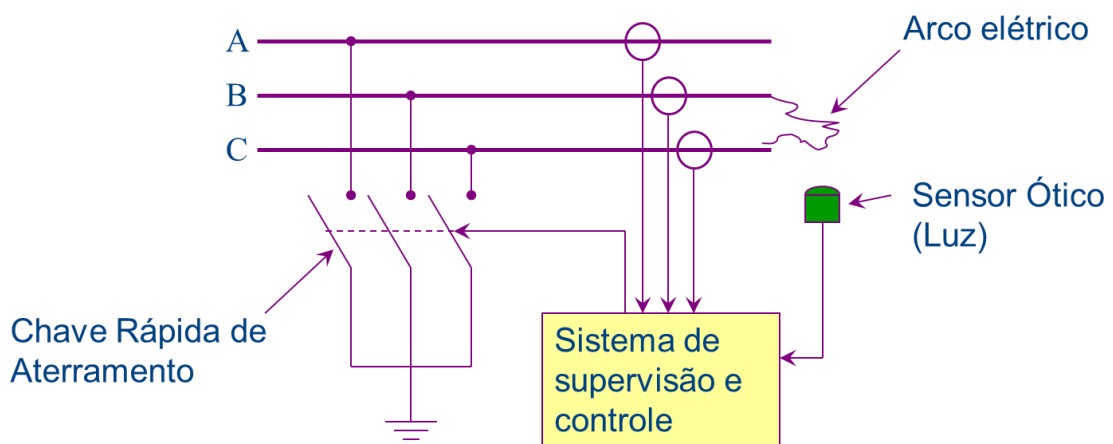 A
Arco elétrico
B
C
Sensor Ótico
(Luz)
Chave Rápida de
Aterramento
Sistema de
supervisão e
controle